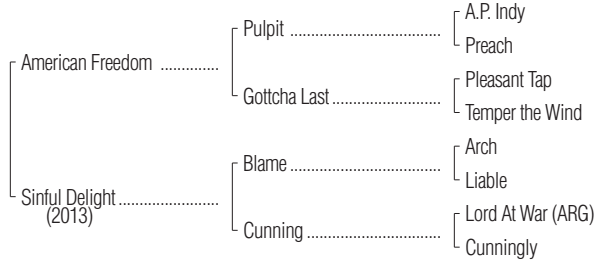 A.P. Indy
Pulpit ..........................................
Preach
American Freedom ................
Pleasant Tap
Gottcha Last ..............................
Temper the Wind
Arch
Blame ..........................................
Liable
Sinful Delight ............................
(2013)
Lord At War (ARG)
Cunning .....................................
Cunningly